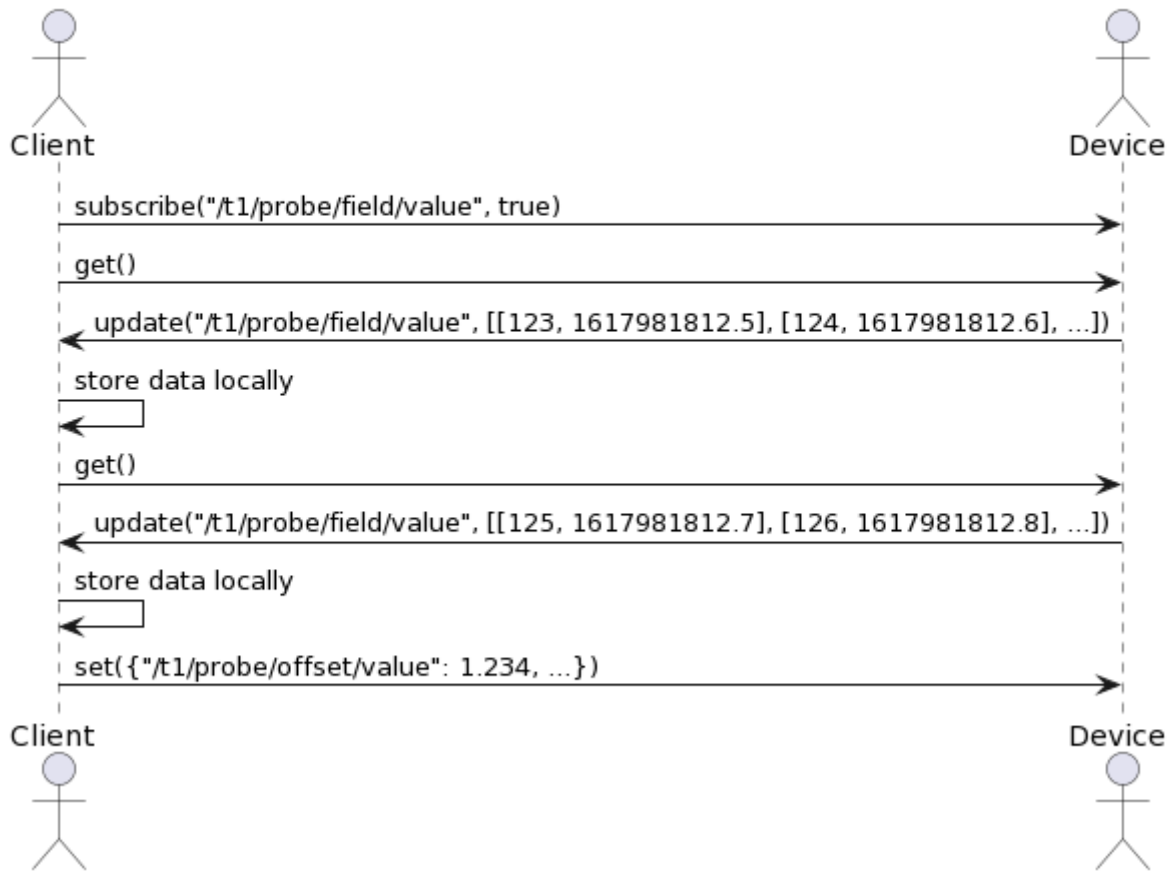 Client Device
subscribe("/t1/probe/field/value", true)
get()
update("/t1/probe/field/value", [[123, 1617981812.5], [124, 1617981812.6], ...])
store data locally
get()
update("/t1/probe/field/value", [[125, 1617981812.7], [126, 1617981812.8], ...])
store data locally
set({"/t1/probe/offset/value": 1.234, ...})
Client Device